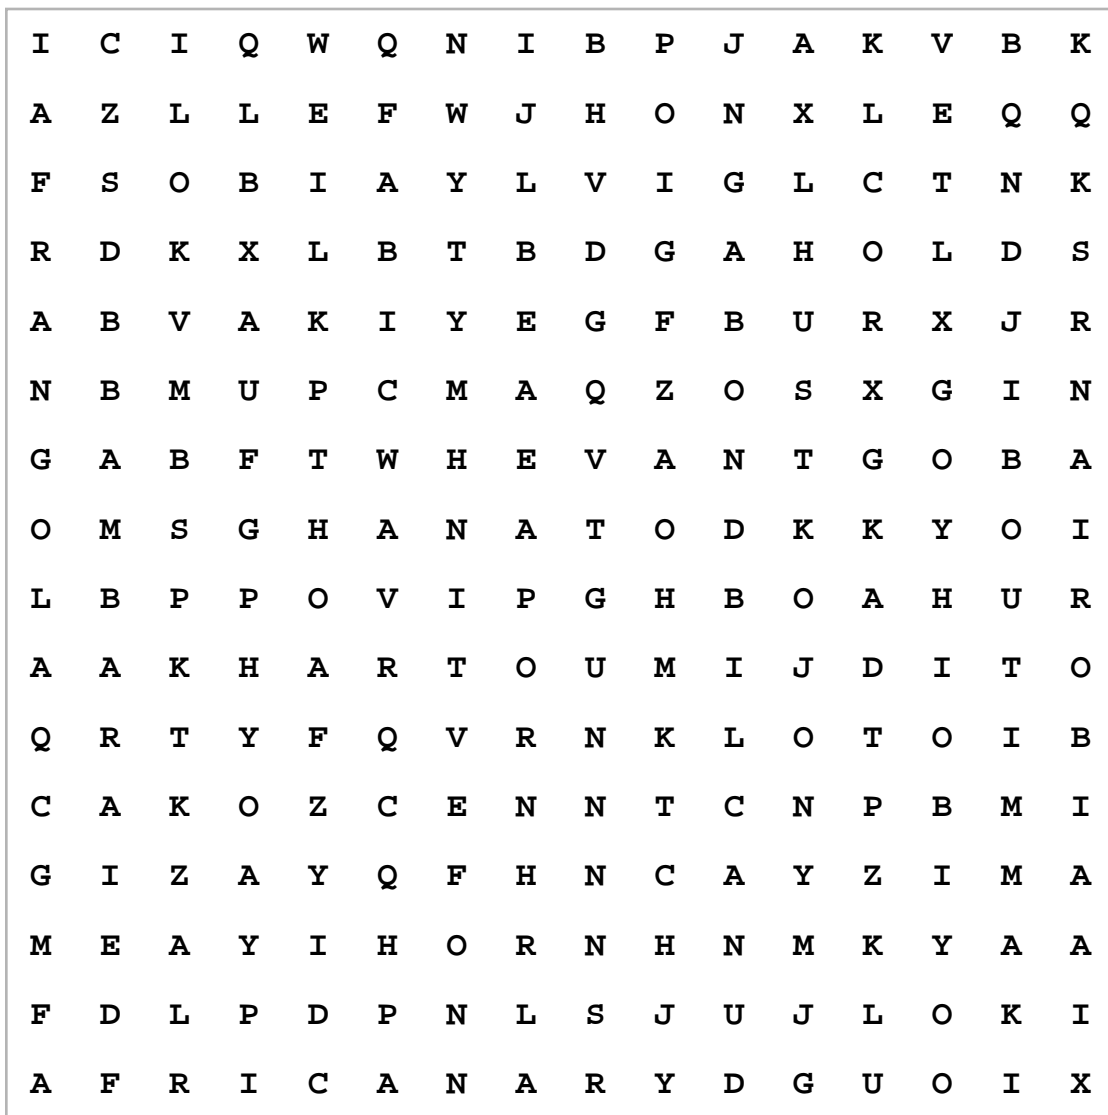 I C I Q W Q N I B P J A K V B K
A Z L L E F W J H O N X L E Q Q
F S O B I A Y L V I G L C T N K
R D K X L B T B D G A H O L D S
A B V A K I Y E G F B U R X J R
N B M U P C M A Q Z O S X G I N
G A B F T W H E V A N T G O B A
O M S G H A N A T O D K K Y O I
L B P P O V I P G H B O A H U R
A A K H A R T O U M I J D I T O
Q R T Y F Q V R N K L O T O I B
C A K O Z C E N N T C N P B M I
G I Z A Y Q F H N C A Y Z I M A
M E A Y I H O R N H N M K Y A A
F D L P D P N L S J U J L O K I
A F R I C A N A R Y D G U O I X